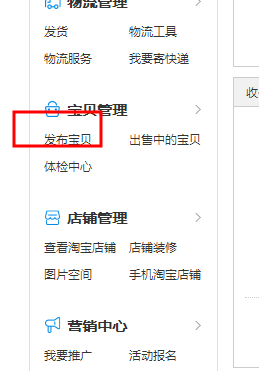 物流管理
发货 物流工具
物流服务 我要寄快递
收
宝贝管理
发布宝贝 出售中的宝贝
体检中心
店铺管理
查看淘宝店铺 店铺装修
图片空间 手机淘宝店铺
营销中心
我要推广 活动报名